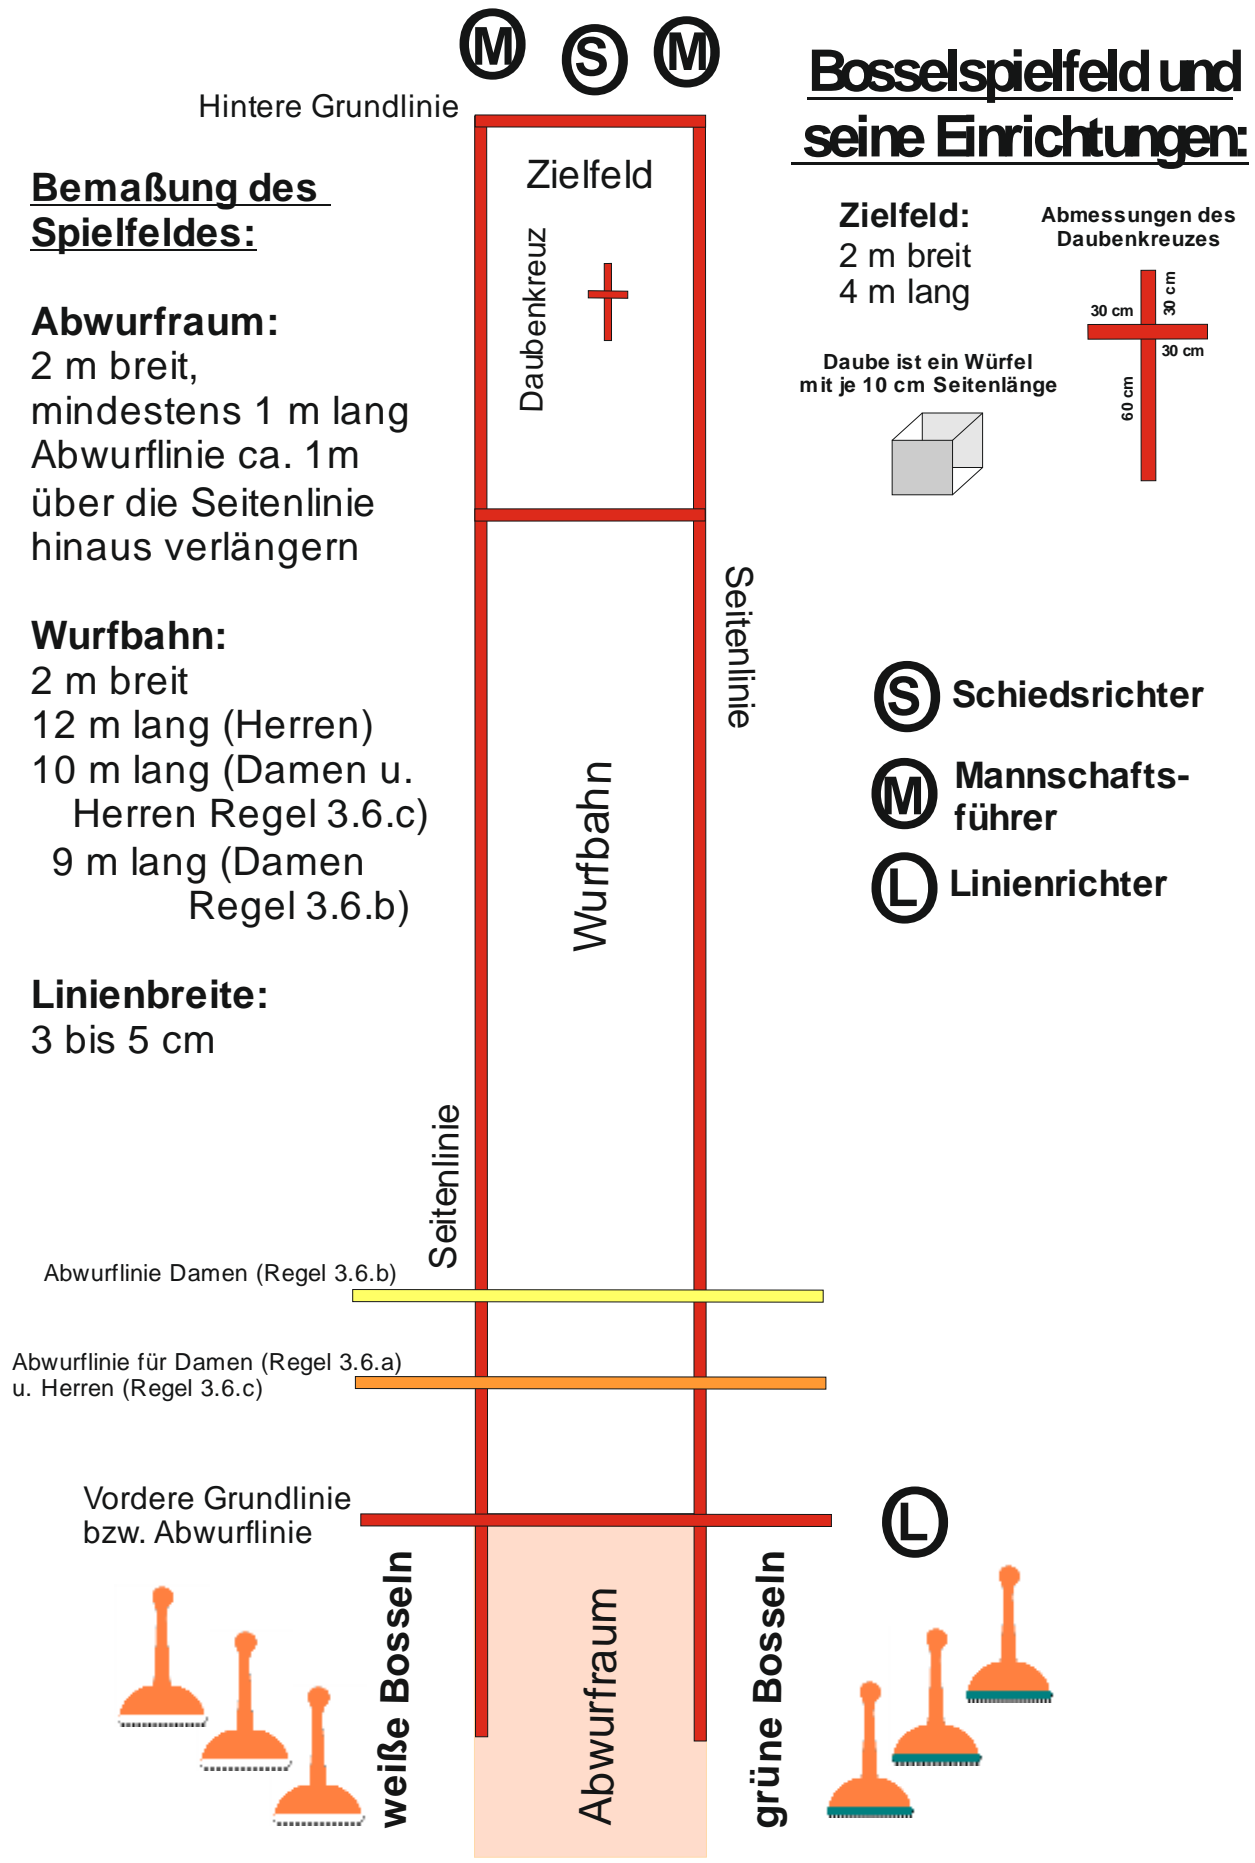 M
S
M
Bosselspielfeld und
seine Einrichtungen:
Hintere Grundlinie
Bemaßung des
Spielfeldes:
Abwurfraum:
2 m breit,
mindestens 1 m lang
Abwurflinie ca. 1m
über die Seitenlinie
hinaus verlängern
Wurfbahn:
2 m breit
12 m lang (Herren)
10 m lang (Damen u.
Herren Regel 3.6.c)
9 m lang (Damen
Regel 3.6.b)
Linienbreite:
3 bis 5 cm
Zielfeld
Daubenkreuz
Zielfeld:
2 m breit
4 m lang
Abmessungen des
Daubenkreuzes
30 cm
30 cm
30 cm
60 cm
Daube ist ein Würfel
mit je 10 cm Seitenlänge
Seitenlinie
Wurfbahn
S Schiedsrichter
M Mannschafts-
führer
L Linienrichter
Seitenlinie
Abwurflinie Damen (Regel 3.6.b)
Abwurflinie für Damen (Regel 3.6.a)
u. Herren (Regel 3.6.c)
Vordere Grundlinie
bzw. Abwurflinie
L
weiße Bosseln
Abwurfraum
grüne Bosseln